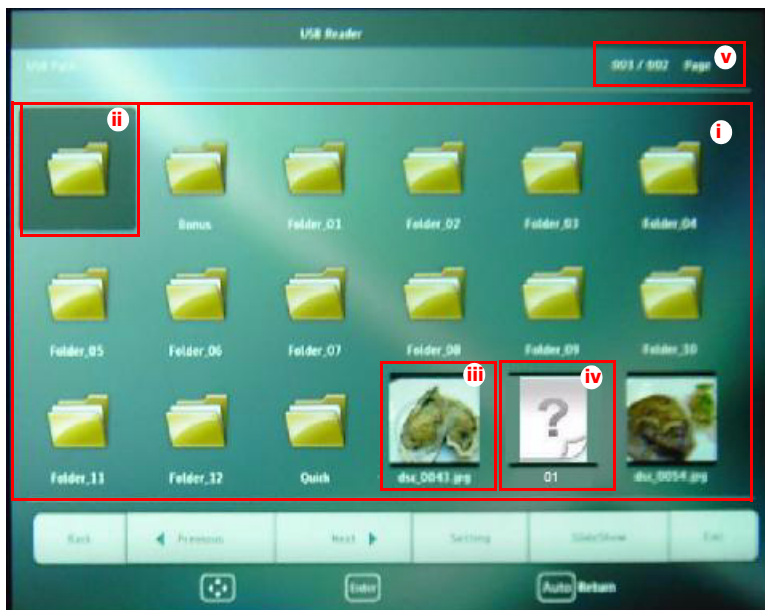 USB Reader
USB Path
001 / 002 Page
v
ii
i
Bonus Folder_01 Folder_02 Folder_03 Folder_04
Folder_05 Folder_06 Folder_07 Folder_08 Folder_09 Folder_10
iii
iv
Folder_11 Folder_12 Quick dsc_0043.jpg 01 dsc_0054.jpg
Back Previous Next Setting SlideShow Exit
Enter Auto Return